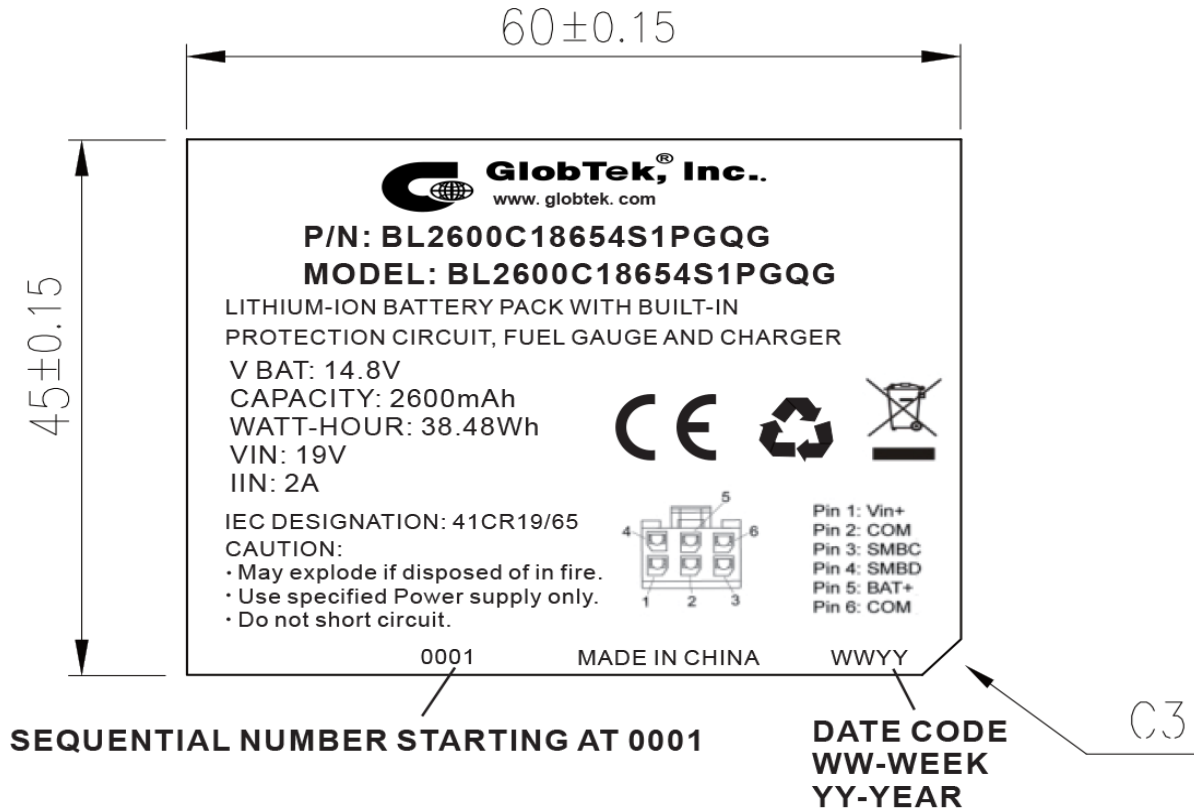 60±0.15
45±0.15
GlobTek,® Inc..
www. globtek. com
P/N: BL2600C18654S1PGQG
MODEL: BL2600C18654S1PGQG
LITHIUM-ION BATTERY PACK WITH BUILT-IN
PROTECTION CIRCUIT, FUEL GAUGE AND CHARGER
V BAT: 14.8V
CAPACITY: 2600mAh
WATT-HOUR: 38.48Wh
VIN: 19V
IIN: 2A
CE
IEC DESIGNATION: 41CR19/65
CAUTION:
· May explode if disposed of in fire.
· Use specified Power supply only.
· Do not short circuit.
5
4
6
1 2 3
Pin 1: Vin+
Pin 2: COM
Pin 3: SMBC
Pin 4: SMBD
Pin 5: BAT+
Pin 6: COM
0001 MADE IN CHINA WWYY
SEQUENTIAL NUMBER STARTING AT 0001
DATE CODE
WW-WEEK
YY-YEAR
C3